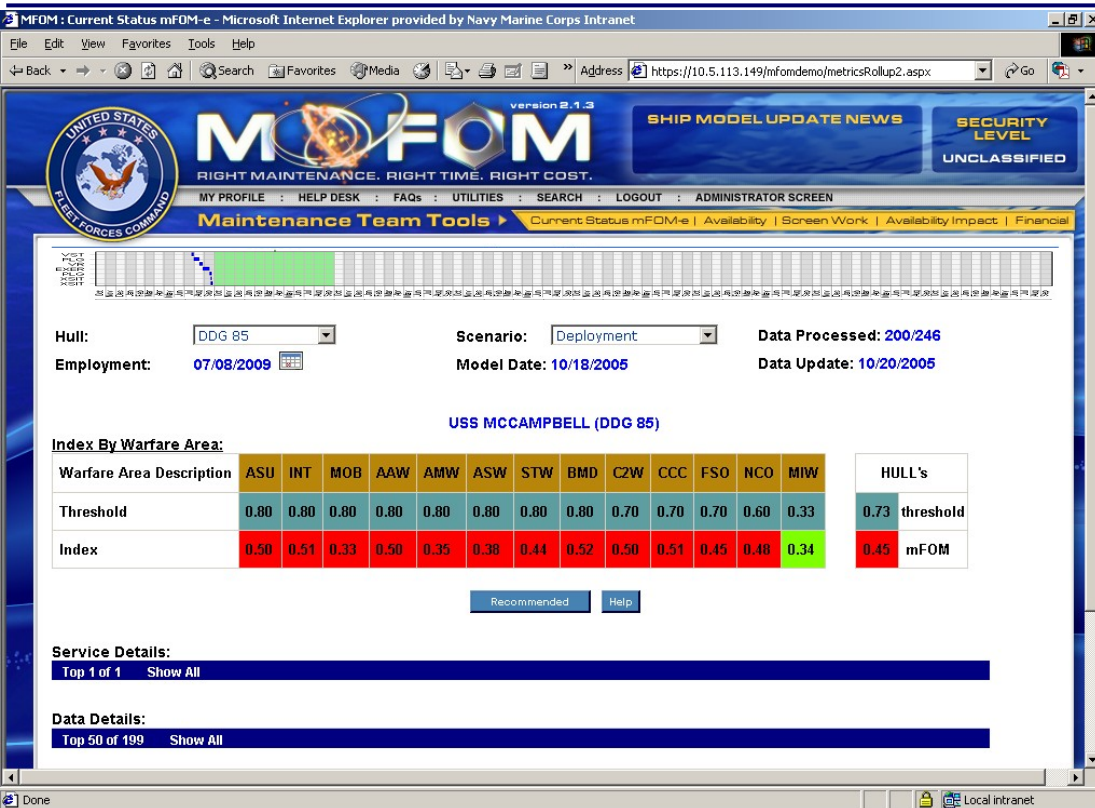 MFOM : Current Status mFOM-e - Microsoft Internet Explorer provided by Navy Marine Corps Intranet
File Edit View Favorites Tools Help
Back Search Favorites Media » Address https://10.5.113.149/mfomdemo/metricsRollup2.aspx Go
UNITED STATES
FLEET FORCES COMMAND
version 2.1.3
MFOM
RIGHT MAINTENANCE. RIGHT TIME. RIGHT COST.
SHIP MODEL UPDATE NEWS
SECURITY LEVEL
UNCLASSIFIED
MY PROFILE : HELP DESK : FAQs : UTILITIES : SEARCH : LOGOUT : ADMINISTRATOR SCREEN
Maintenance Team Tools Current Status mFOM-e | Availability | Screen Work | Availability Impact | Financial
Hull: DDG 85 Scenario: Deployment Data Processed: 200/246
Employment: 07/08/2009 Model Date: 10/18/2005 Data Update: 10/20/2005
USS MCCAMPBELL (DDG 85)
Index By Warfare Area:
Warfare Area Description ASU INT MOB AAW AMW ASW STW BMD C2W CCC FSO NCO MIW HULL's
Threshold 0.80 0.80 0.80 0.80 0.80 0.80 0.80 0.80 0.70 0.70 0.70 0.60 0.33 0.73 threshold
Index 0.50 0.51 0.33 0.50 0.35 0.38 0.44 0.52 0.50 0.51 0.45 0.48 0.34 0.45 mFOM
Recommended Help
Service Details:
Top 1 of 1 Show All
Data Details:
Top 50 of 199 Show All
Done Local intranet